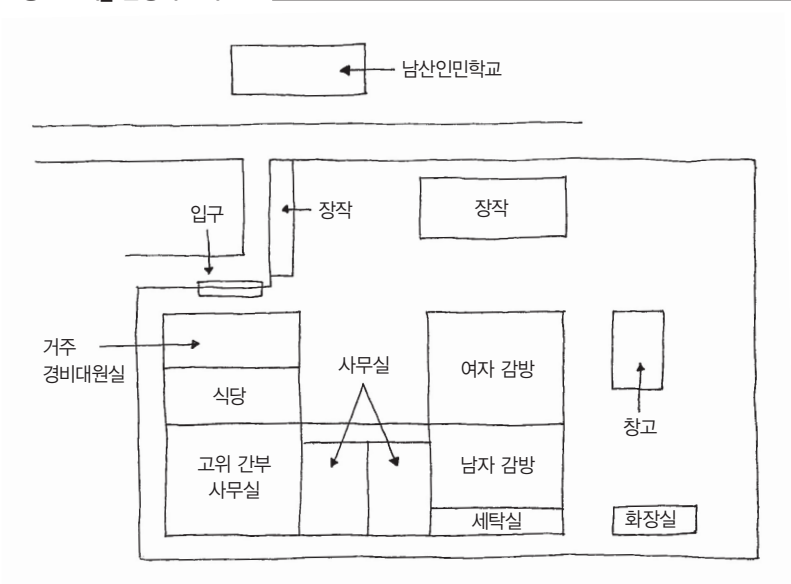 남산인민학교
입구
장작
장작
거주
경비대원실
사무실
여자 감방
식당
창고
고위 간부
사무실
남자 감방
세탁실
화장실